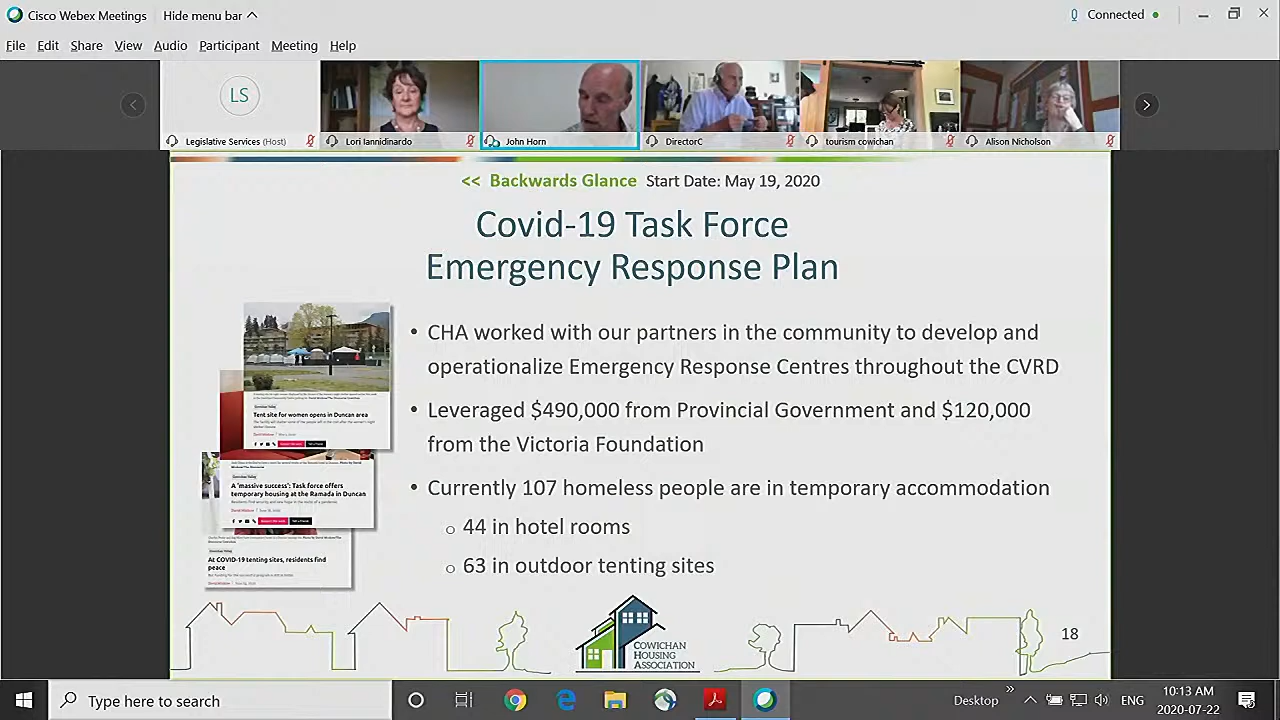 Cisco Webex Meetings
Hide menu bar
Connected
File Edit Share View Audio Participant Meeting Help
LS
Legislative Services (Host)
Lori Iannidinardo
John Horn
DirectorC
tourism cowichan
Alison Nicholson
<< Backwards Glance Start Date: May 19, 2020
Covid-19 Task Force
Emergency Response Plan
• CHA worked with our partners in the community to develop and
operationalize Emergency Response Centres throughout the CVRD
• Leveraged $490,000 from Provincial Government and $120,000
from the Victoria Foundation
• Currently 107 homeless people are in temporary accommodation
o 44 in hotel rooms
o 63 in outdoor tenting sites
Tent site for women opens in Duncan area
A 'massive success': Task force offers
temporary housing at the Ramada in Duncan
At COVID-19 tenting sites, residents find
peace
COWICHAN
HOUSING
ASSOCIATION
18
Type here to search
Desktop
ENG
10:13 AM
2020-07-22